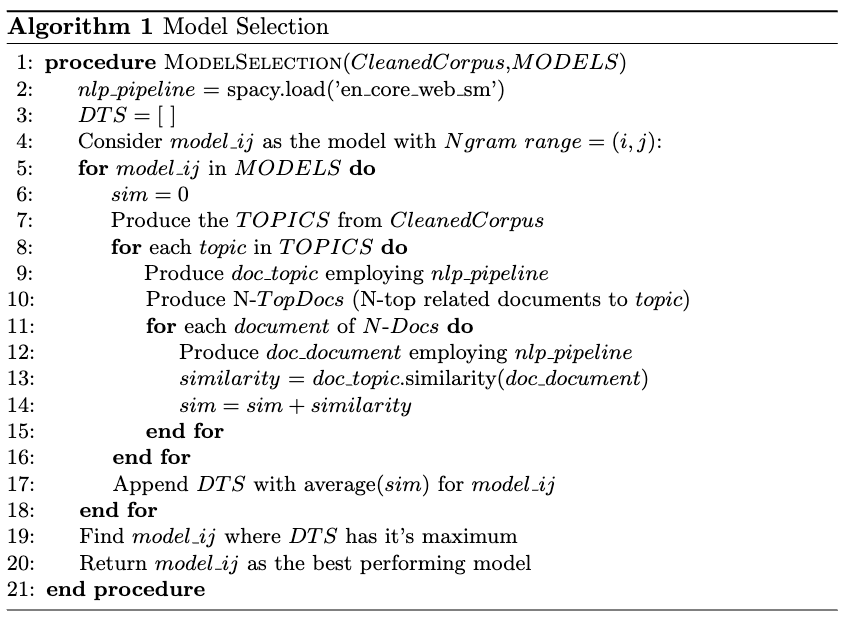 Algorithm 1 Model Selection
1: procedure ModelSelection(CleanedCorpus,MODELS)
2: nlp_pipeline = spacy.load('en_core_web_sm')
3: DTS = [ ]
4: Consider model_ij as the model with Ngram range = (i, j):
5: for model_ij in MODELS do
6: sim = 0
7: Produce the TOPICS from CleanedCorpus
8: for each topic in TOPICS do
9: Produce doc_topic employing nlp_pipeline
10: Produce N-TopDocs (N-top related documents to topic)
11: for each document of N-Docs do
12: Produce doc_document employing nlp_pipeline
13: similarity = doc_topic.similarity(doc_document)
14: sim = sim + similarity
15: end for
16: end for
17: Append DTS with average(sim) for model_ij
18: end for
19: Find model_ij where DTS has it's maximum
20: Return model_ij as the best performing model
21: end procedure